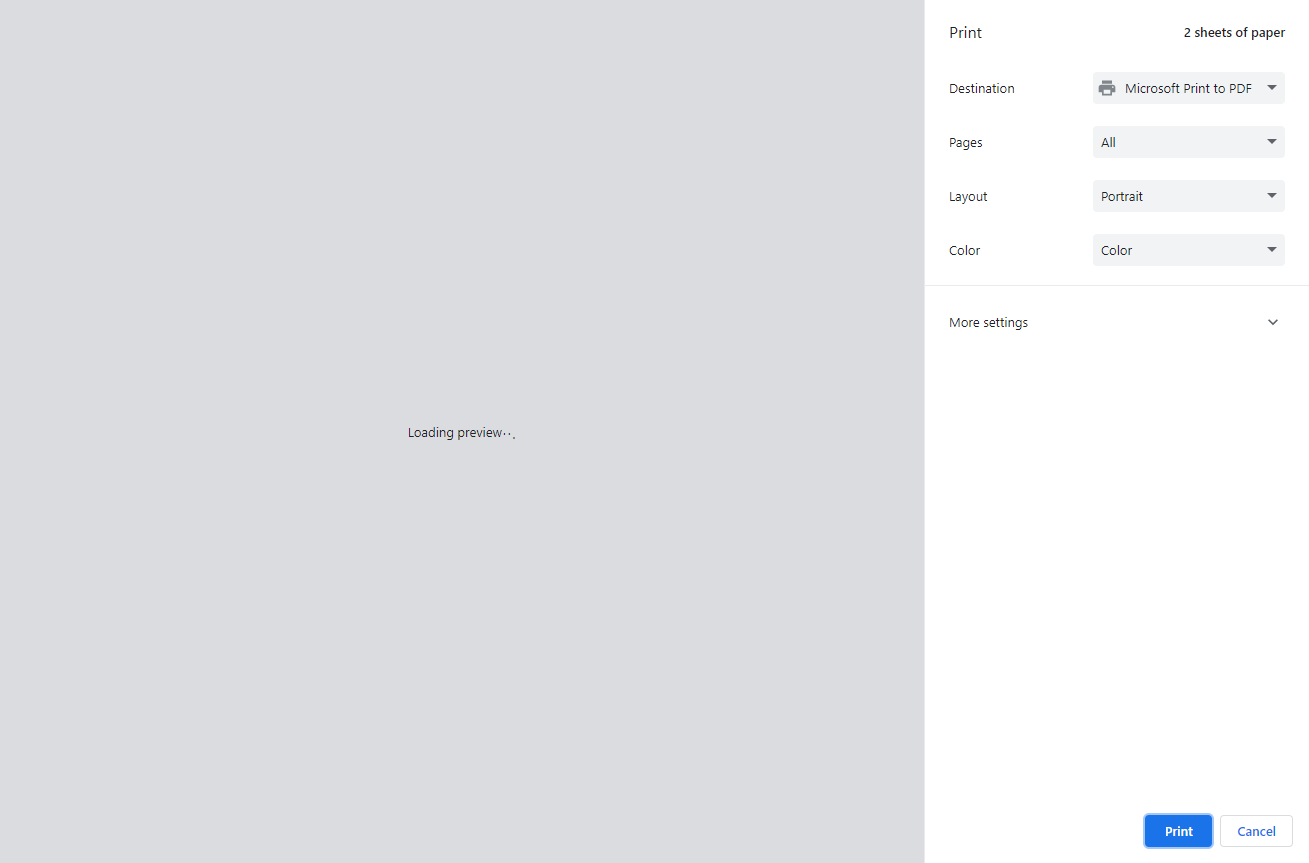 Print 2 sheets of paper
Destination Microsoft Print to PDF
Pages All
Layout Portrait
Color Color
More settings
Loading preview...
Print Cancel